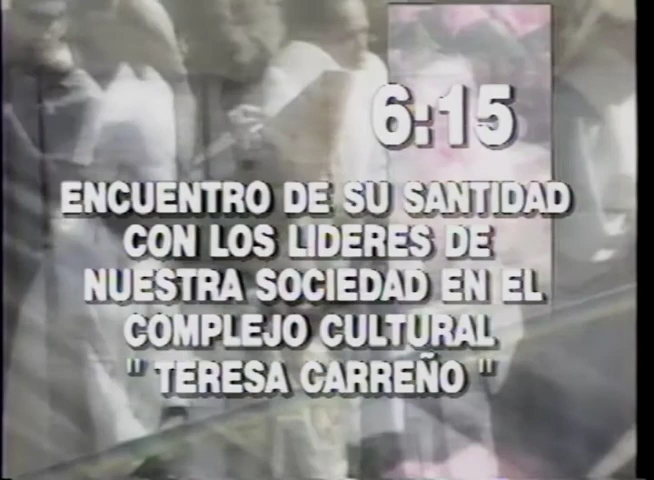 6:15
ENCUENTRO DE SU SANTIDAD
CON LOS LIDERES DE
NUESTRA SOCIEDAD EN EL
COMPLEJO CULTURAL
" TERESA CARREÑO "